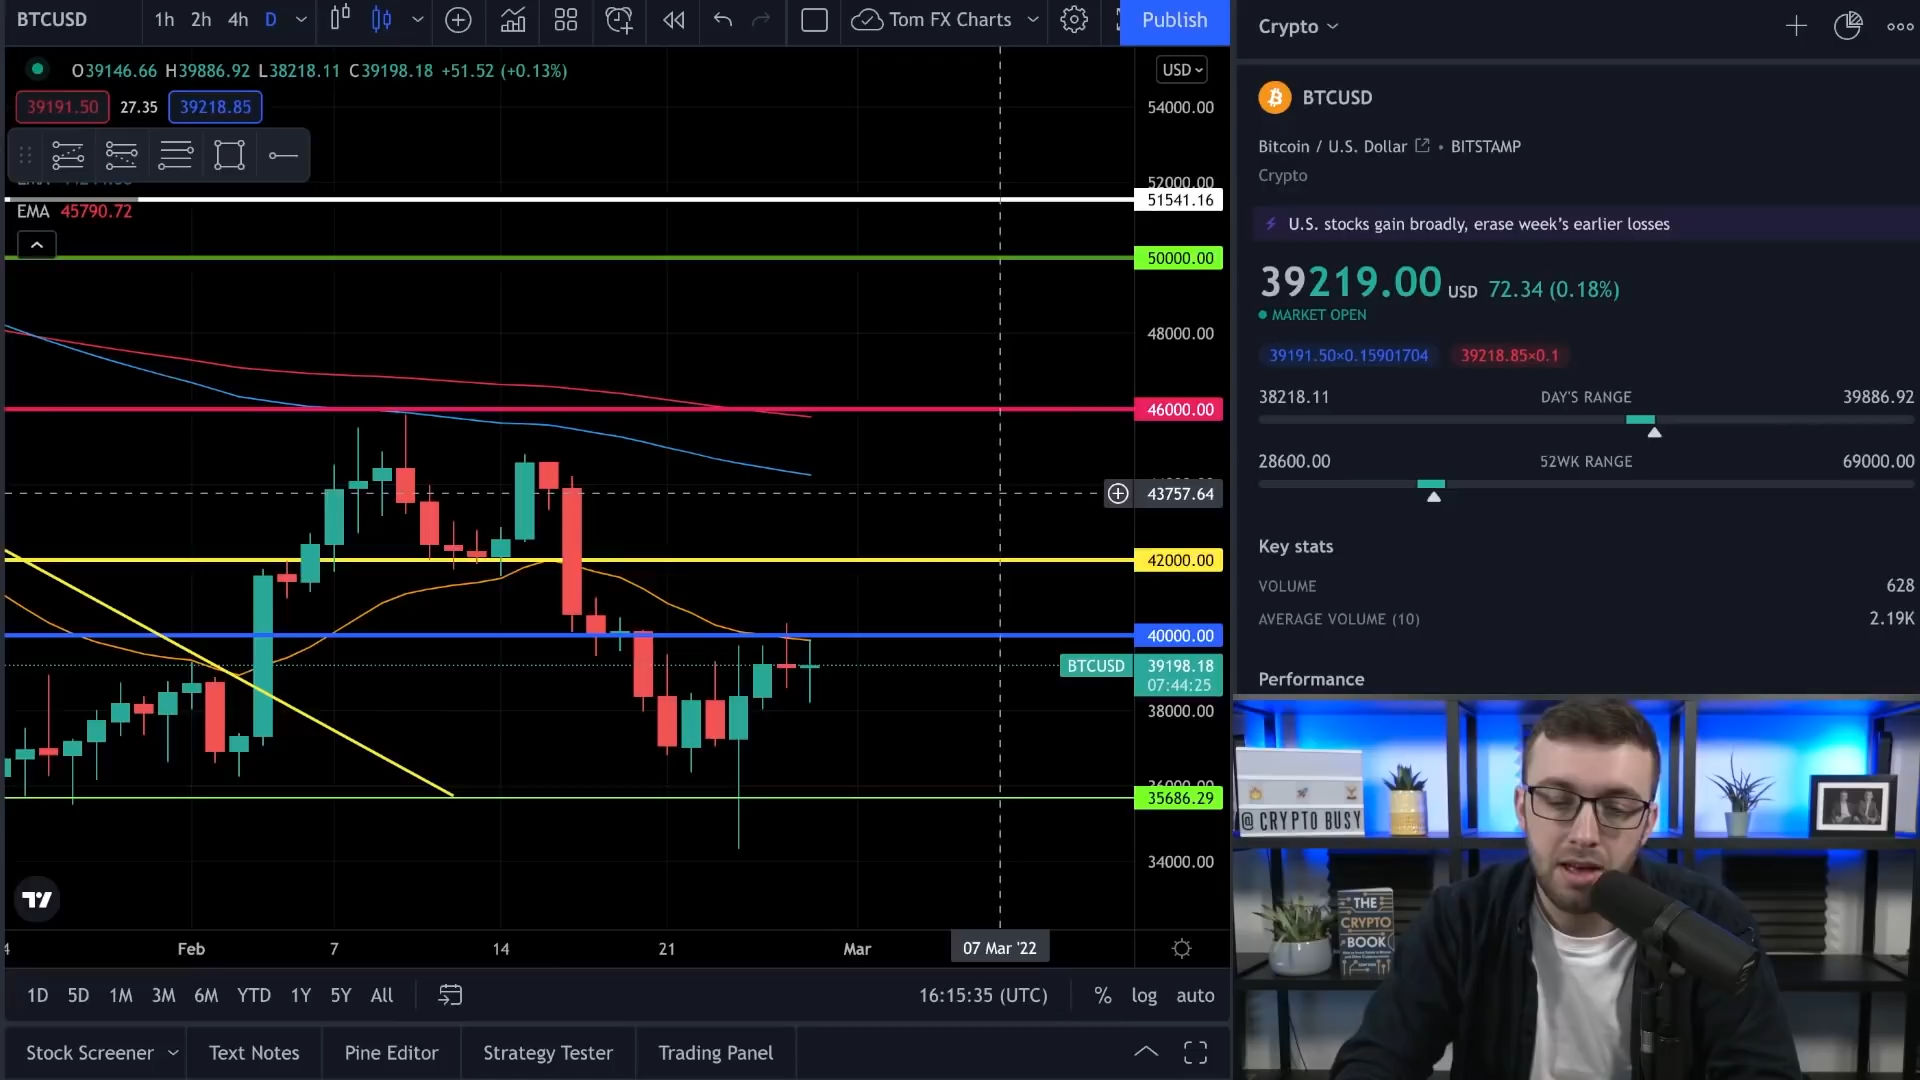 BTCUSD 1h 2h 4h D Tom FX Charts Publish
O39146.66 H39886.92 L38218.11 C39198.18 +51.52 (+0.13%)
USD
39191.50 27.35 39218.85
54000.00
52000.00
51541.16
EMA 45790.72
50000.00
48000.00
46000.00
43757.64
42000.00
40000.00
BTCUSD 39198.18
07:44:25
38000.00
35686.29
34000.00
Feb 7 14 21 Mar 07 Mar '22
1D 5D 1M 3M 6M YTD 1Y 5Y All 16:15:35 (UTC) % log auto
Stock Screener Text Notes Pine Editor Strategy Tester Trading Panel
Crypto
BTCUSD
Bitcoin / U.S. Dollar • BITSTAMP
Crypto
U.S. stocks gain broadly, erase week's earlier losses
39219.00 USD 72.34 (0.18%)
MARKET OPEN
39191.50×0.15901704 39218.85×0.1
38218.11 DAY'S RANGE 39886.92
28600.00 52WK RANGE 69000.00
Key stats
VOLUME 628
AVERAGE VOLUME (10) 2.19K
Performance
@ CRYPTO BUSY
THE
CRYPTO
BOOK